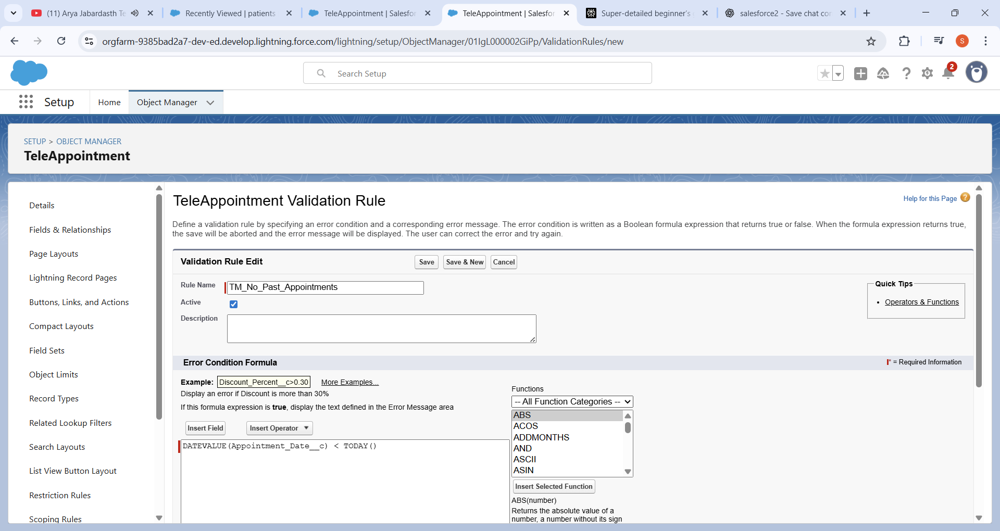 (11) Arya Jabardasth Te
Recently Viewed | patients
TeleAppointment | Salesfor
TeleAppointment | Salesfor
Super-detailed beginner's
salesforce2 - Save chat cor
orgfarm-9385bad2a7-dev-ed.develop.lightning.force.com/lightning/setup/ObjectManager/01IgL000002GiPp/ValidationRules/new
S
Search Setup
2
Setup
Home
Object Manager
SETUP > OBJECT MANAGER
TeleAppointment
Details
Fields & Relationships
Page Layouts
Lightning Record Pages
Buttons, Links, and Actions
Compact Layouts
Field Sets
Object Limits
Record Types
Related Lookup Filters
Search Layouts
List View Button Layout
Restriction Rules
Scoping Rules
TeleAppointment Validation Rule
Help for this Page ?
Define a validation rule by specifying an error condition and a corresponding error message. The error condition is written as a Boolean formula expression that returns true or false. When the formula expression returns true,
the save will be aborted and the error message will be displayed. The user can correct the error and try again.
Validation Rule Edit
Save
Save & New
Cancel
Rule Name
TM_No_Past_Appointments
Active
Description
Quick Tips
• Operators & Functions
Error Condition Formula
|* = Required Information
Example: Discount_Percent__c>0.30 More Examples...
Display an error if Discount is more than 30%
If this formula expression is true, display the text defined in the Error Message area
Insert Field
Insert Operator
DATEVALUE(Appointment_Date__c) < TODAY()
Functions
-- All Function Categories --
ABS
ACOS
ADDMONTHS
AND
ASCII
ASIN
Insert Selected Function
ABS(number)
Returns the absolute value of a
number, a number without its sign